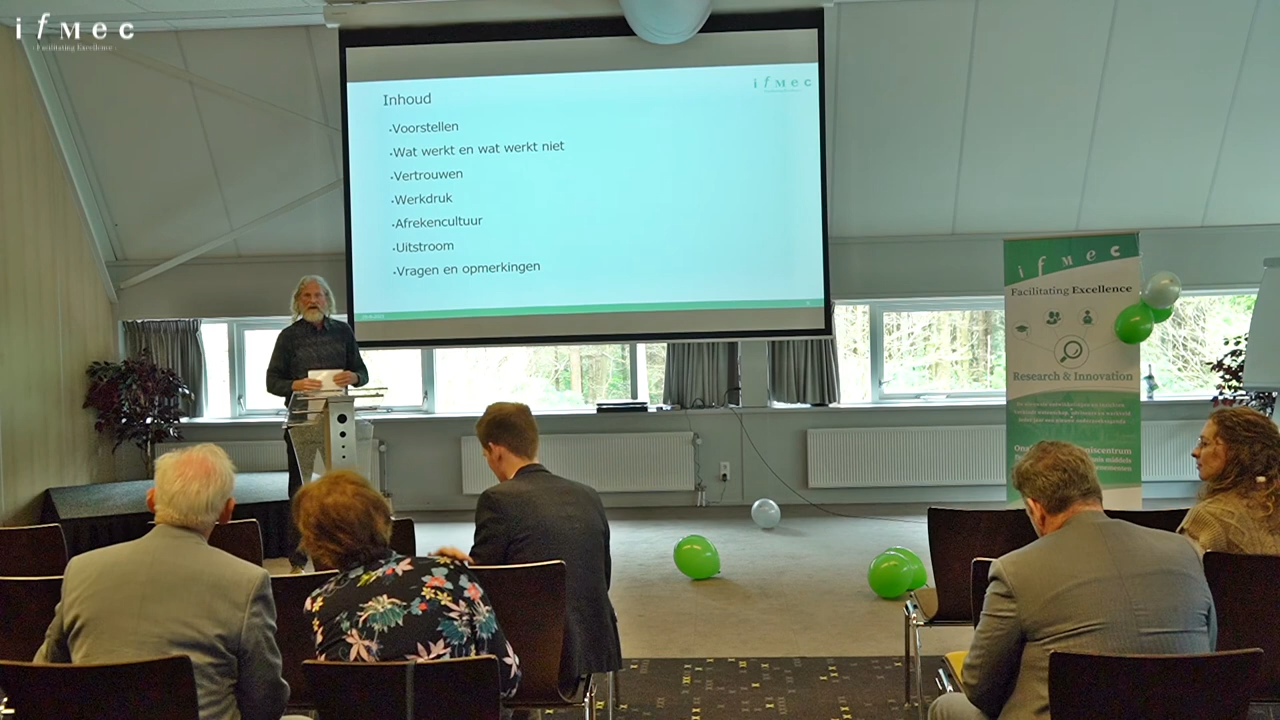 ifMec
Facilitating Excellence
ifMec
Inhoud
•Voorstellen
•Wat werkt en wat werkt niet
•Vertrouwen
•Werkdruk
•Afrekencultuur
•Uitstroom
•Vragen en opmerkingen
ifMec
Facilitating Excellence
Research & Innovation